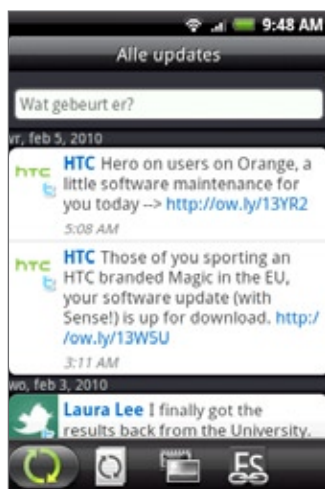 9:48 AM
Alle updates
Wat gebeurt er?
vr, feb 5, 2010
hTC
HTC Hero on users on Orange, a
little software maintenance for
you today --> http://ow.ly/13YR2
5:08 AM
hTC
HTC Those of you sporting an
HTC branded Magic in the EU,
your software update (with
Sense!) is up for download. http:/
/ow.ly/13W5U
3:11 AM
wo, feb 3, 2010
Laura Lee I finally got the
results back from the University.